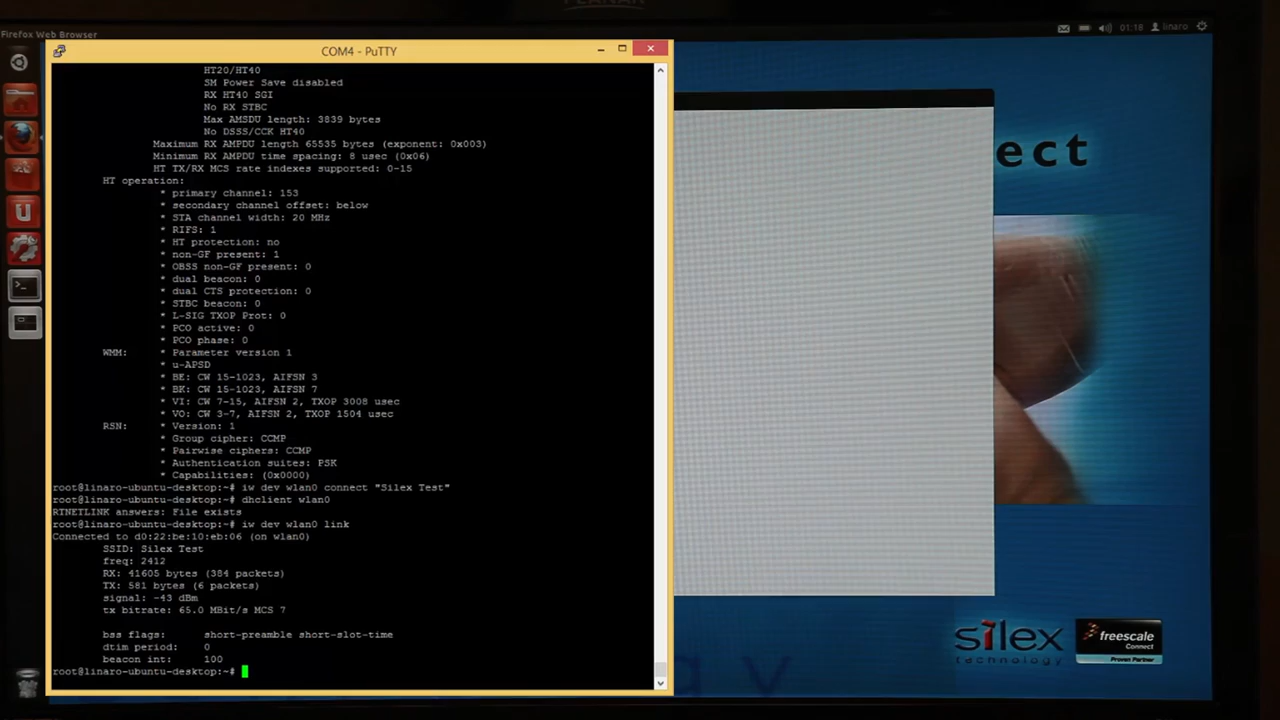 Firefox Web Browser
01:18 linaro
COM4 - PuTTY
HT20/HT40
SM Power Save disabled
RX HT40 SGI
No RX STBC
Max AMSDU length: 3839 bytes
No DSSS/CCK HT40
Maximum RX AMPDU length 65535 bytes (exponent: 0x003)
Minimum RX AMPDU time spacing: 8 usec (0x06)
HT TX/RX MCS rate indexes supported: 0-15
HT operation:
* primary channel: 153
* secondary channel offset: below
* STA channel width: 20 MHz
* RIFS: 1
* HT protection: no
* non-GF present: 1
* OBSS non-GF present: 0
* dual beacon: 0
* dual CTS protection: 0
* STBC beacon: 0
* L-SIG TXOP Prot: 0
* PCO active: 0
* PCO phase: 0
WMM: * Parameter version 1
* u-APSD
* BE: CW 15-1023, AIFSN 3
* BK: CW 15-1023, AIFSN 7
* VI: CW 7-15, AIFSN 2, TXOP 3008 usec
* VO: CW 3-7, AIFSN 2, TXOP 1504 usec
RSN: * Version: 1
* Group cipher: CCMP
* Pairwise ciphers: CCMP
* Authentication suites: PSK
* Capabilities: (0x0000)
root@linaro-ubuntu-desktop:~# iw dev wlan0 connect "Silex Test"
root@linaro-ubuntu-desktop:~# dhclient wlan0
RTNETLINK answers: File exists
root@linaro-ubuntu-desktop:~# iw dev wlan0 link
Connected to d0:22:be:10:eb:06 (on wlan0)
SSID: Silex Test
freq: 2412
RX: 41605 bytes (384 packets)
TX: 581 bytes (6 packets)
signal: -43 dBm
tx bitrate: 65.0 MBit/s MCS 7
bss flags: short-preamble short-slot-time
dtim period: 0
beacon int: 100
root@linaro-ubuntu-desktop:~#
ect
silex
technology
freescale
Connect
Proven Partner